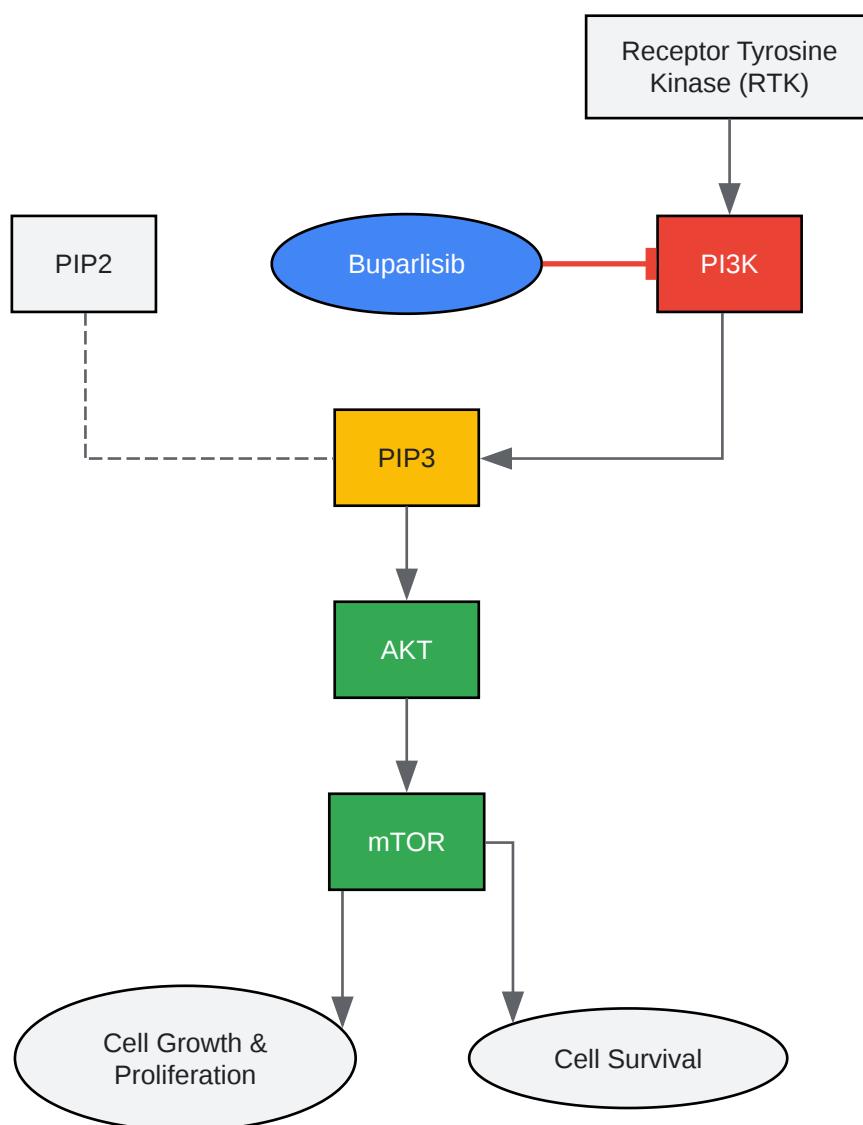 Receptor Tyrosine
Kinase (RTK)
PIP2
Buparlisib
PI3K
PIP3
AKT
mTOR
Cell Growth &
Proliferation
Cell Survival